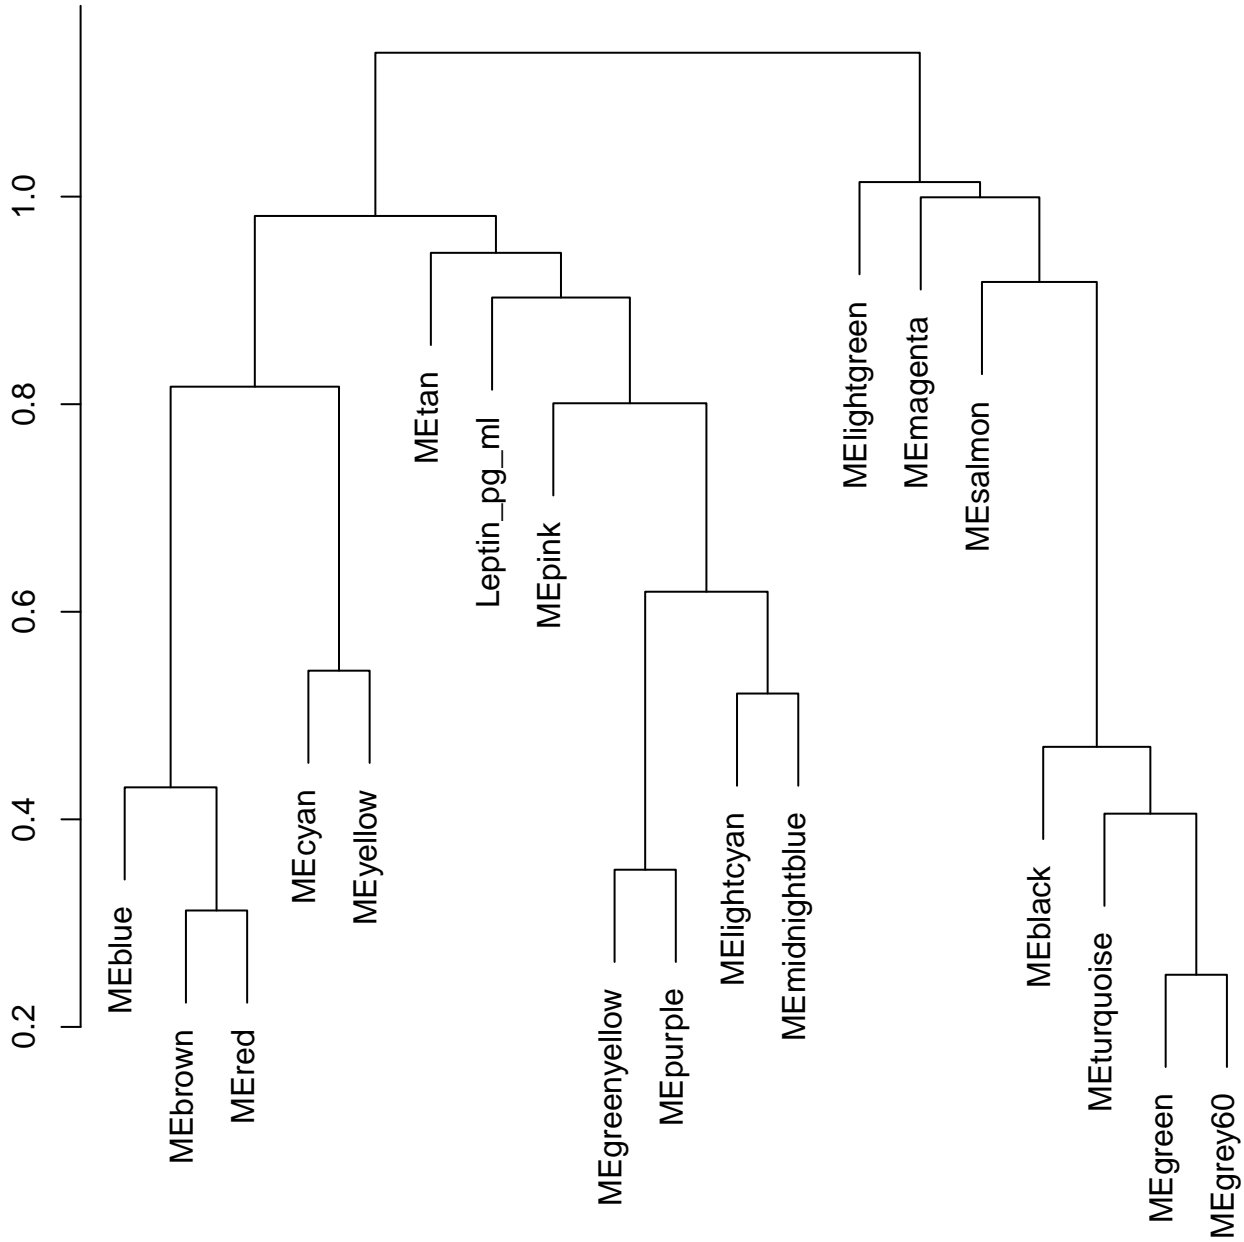 1.0
0.8
0.6
0.4
0.2
MEblue
MEbrown
MEred
MEcyan
MEyellow
MEtan
Leptin_pg_ml
MEpink
MEgreenyellow
MEpurple
MElightcyan
MEmidnightblue
MElightgreen
MEmagenta
MEsalmon
MEblack
MEturquoise
MEgreen
MEgrey60